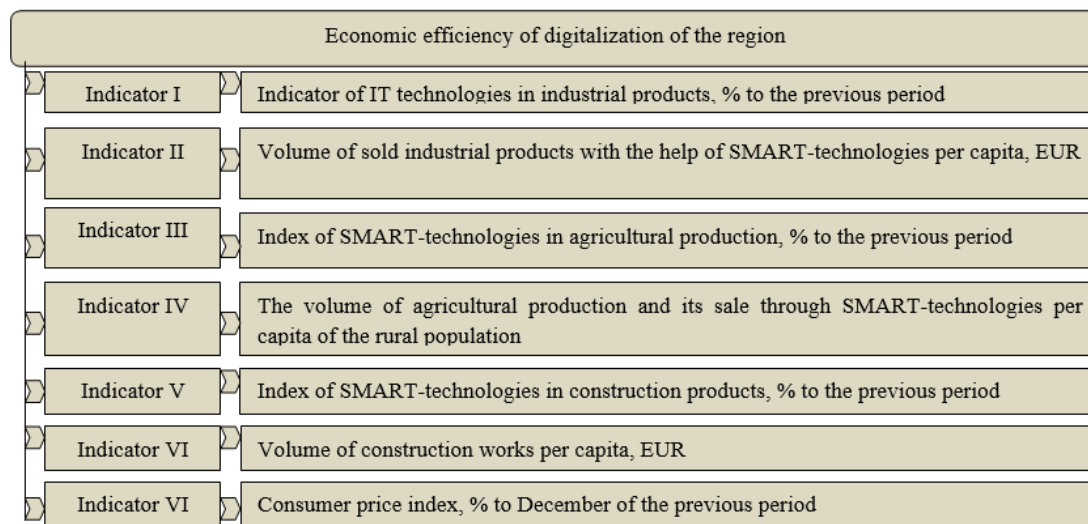 Economic efficiency of digitalization of the region
Indicator I
Indicator of IT technologies in industrial products, % to the previous period
Indicator II
Volume of sold industrial products with the help of SMART-technologies per capita, EUR
Indicator III
Index of SMART-technologies in agricultural production, % to the previous period
Indicator IV
The volume of agricultural production and its sale through SMART-technologies per
capita of the rural population
Indicator V
Index of SMART-technologies in construction products, % to the previous period
Indicator VI
Volume of construction works per capita, EUR
Indicator VI
Consumer price index, % to December of the previous period